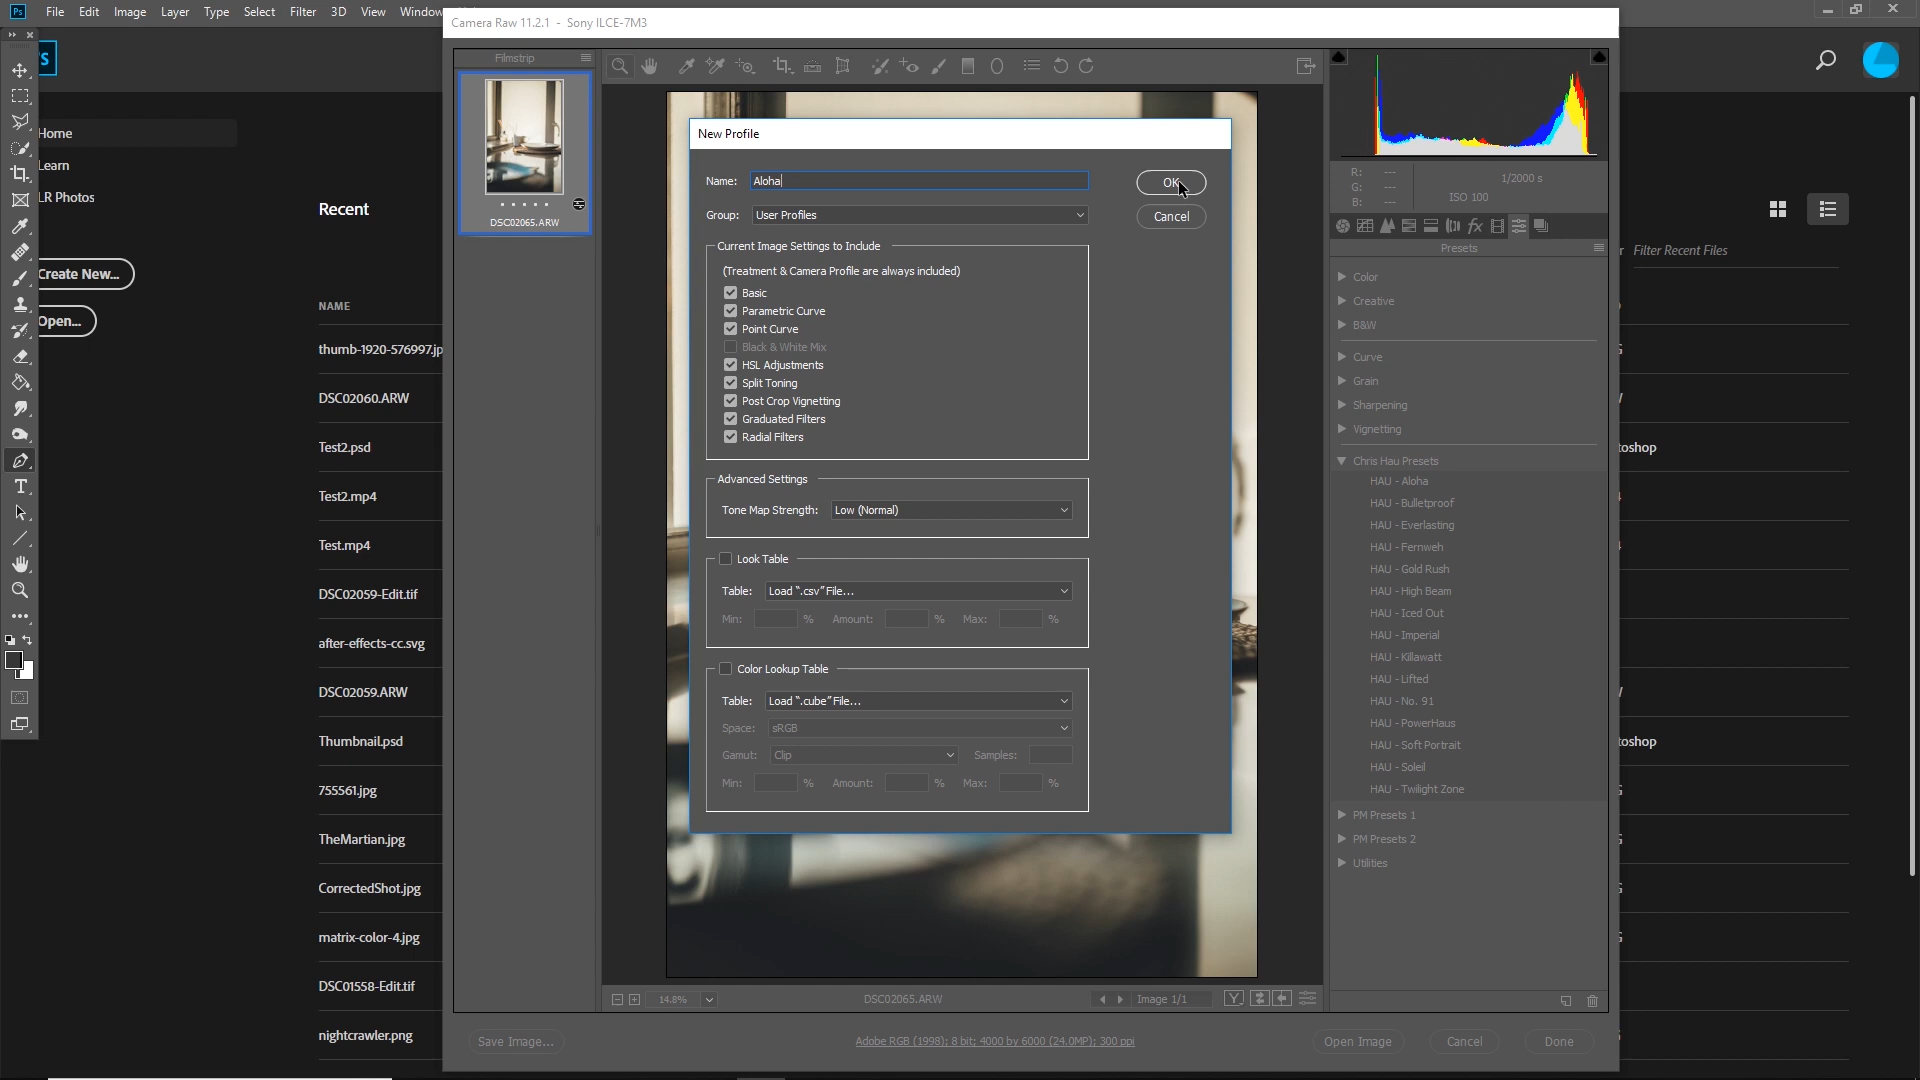 Ps File Edit Image Layer Type Select Filter 3D View Window
Camera Raw 11.2.1 - Sony ILCE-7M3
Filmstrip
DSC02065.ARW
Home
Learn
LR Photos
Create New...
Open...
Recent
NAME
thumb-1920-576997.jp
DSC02060.ARW
Test2.psd
Test2.mp4
Test.mp4
DSC02059-Edit.tif
after-effects-cc.svg
DSC02059.ARW
Thumbnail.psd
755561.jpg
TheMartian.jpg
CorrectedShot.jpg
matrix-color-4.jpg
DSC01558-Edit.tif
nightcrawler.png
New Profile
Name: Aloha
OK
Group: User Profiles
Cancel
Current Image Settings to Include
(Treatment & Camera Profile are always included)
Basic
Parametric Curve
Point Curve
Black & White Mix
HSL Adjustments
Split Toning
Post Crop Vignetting
Graduated Filters
Radial Filters
Advanced Settings
Tone Map Strength: Low (Normal)
Look Table
Table: Load “.csv” File...
Min: % Amount: % Max: %
Color Lookup Table
Table: Load “.cube” File...
Space: sRGB
Gamut: Clip Samples:
Min: % Amount: % Max: %
14.8%
DSC02065.ARW
Image 1/1
Save Image...
Adobe RGB (1998); 8 bit; 4000 by 6000 (24.0MP); 300 ppi
Open Image
Cancel
Done
R: ---
G: ---
B: ---
1/2000 s
ISO 100
Presets
Color
Creative
B&W
Curve
Grain
Sharpening
Vignetting
Chris Hau Presets
HAU - Aloha
HAU - Bulletproof
HAU - Everlasting
HAU - Fernweh
HAU - Gold Rush
HAU - High Beam
HAU - Iced Out
HAU - Imperial
HAU - Killawatt
HAU - Lifted
HAU - No. 91
HAU - PowerHaus
HAU - Soft Portrait
HAU - Soleil
HAU - Twilight Zone
PM Presets 1
PM Presets 2
Utilities
r Filter Recent Files
toshop
toshop